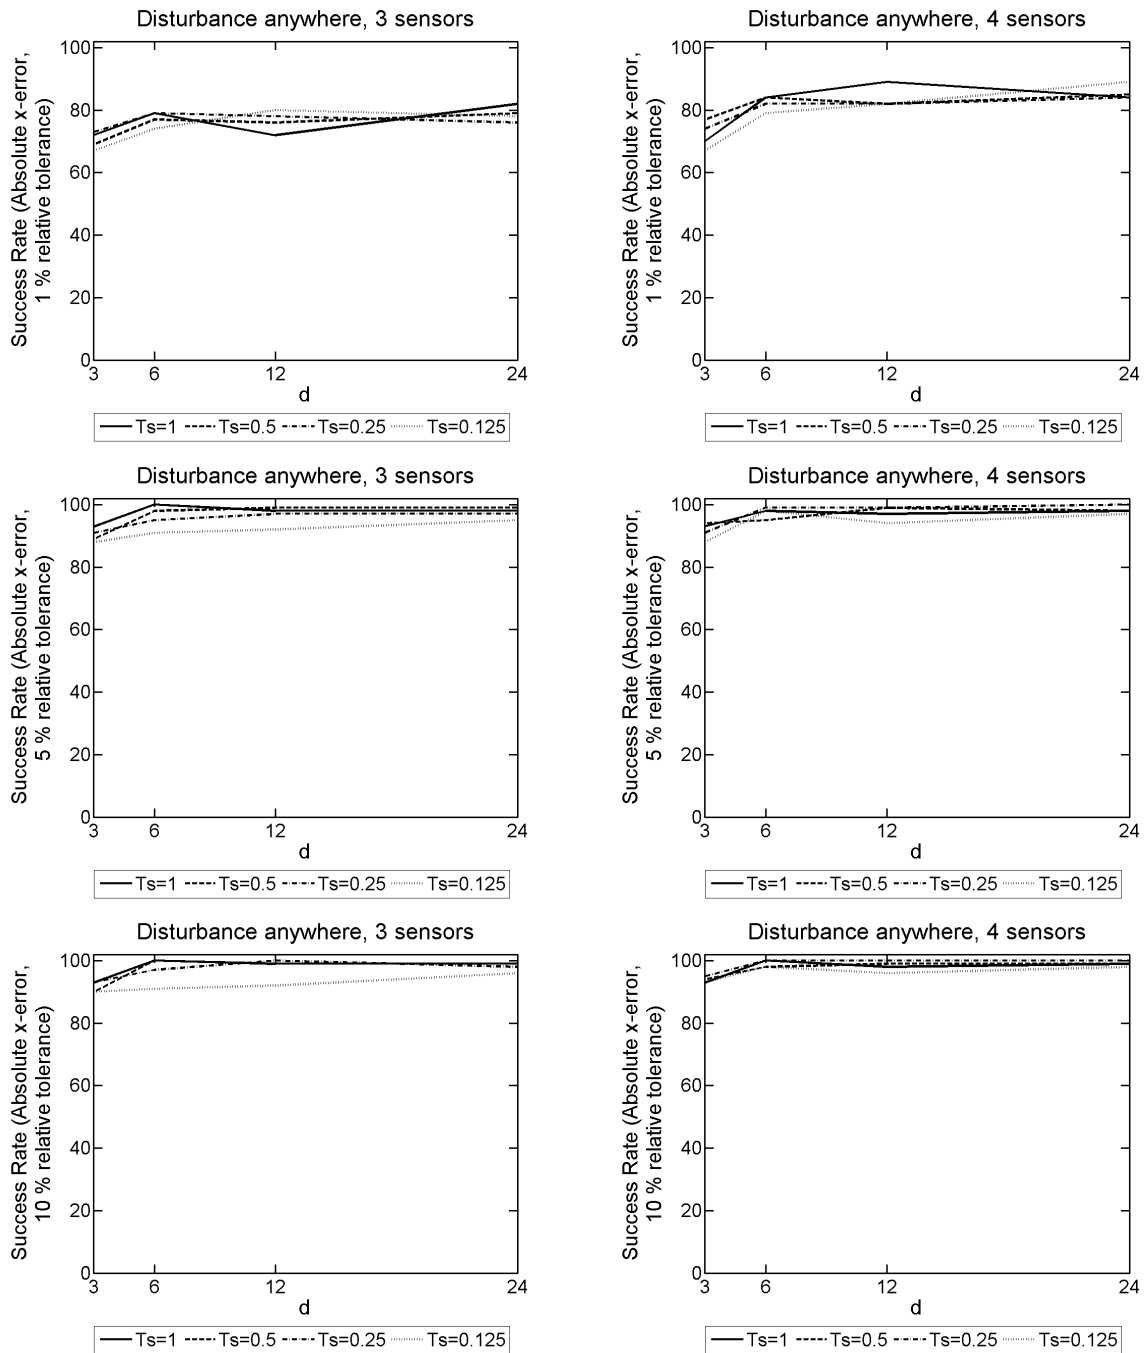 Disturbance anywhere, 3 sensors
Success Rate (Absolute x-error,
1 % relative tolerance)
100
80
60
40
20
0
3 6 12 24
d
Ts=1 Ts=0.5 Ts=0.25 Ts=0.125
Disturbance anywhere, 4 sensors
Success Rate (Absolute x-error,
1 % relative tolerance)
100
80
60
40
20
0
3 6 12 24
d
Ts=1 Ts=0.5 Ts=0.25 Ts=0.125
Disturbance anywhere, 3 sensors
Success Rate (Absolute x-error,
5 % relative tolerance)
100
80
60
40
20
0
3 6 12 24
d
Ts=1 Ts=0.5 Ts=0.25 Ts=0.125
Disturbance anywhere, 4 sensors
Success Rate (Absolute x-error,
5 % relative tolerance)
100
80
60
40
20
0
3 6 12 24
d
Ts=1 Ts=0.5 Ts=0.25 Ts=0.125
Disturbance anywhere, 3 sensors
Success Rate (Absolute x-error,
10 % relative tolerance)
100
80
60
40
20
0
3 6 12 24
d
Ts=1 Ts=0.5 Ts=0.25 Ts=0.125
Disturbance anywhere, 4 sensors
Success Rate (Absolute x-error,
10 % relative tolerance)
100
80
60
40
20
0
3 6 12 24
d
Ts=1 Ts=0.5 Ts=0.25 Ts=0.125